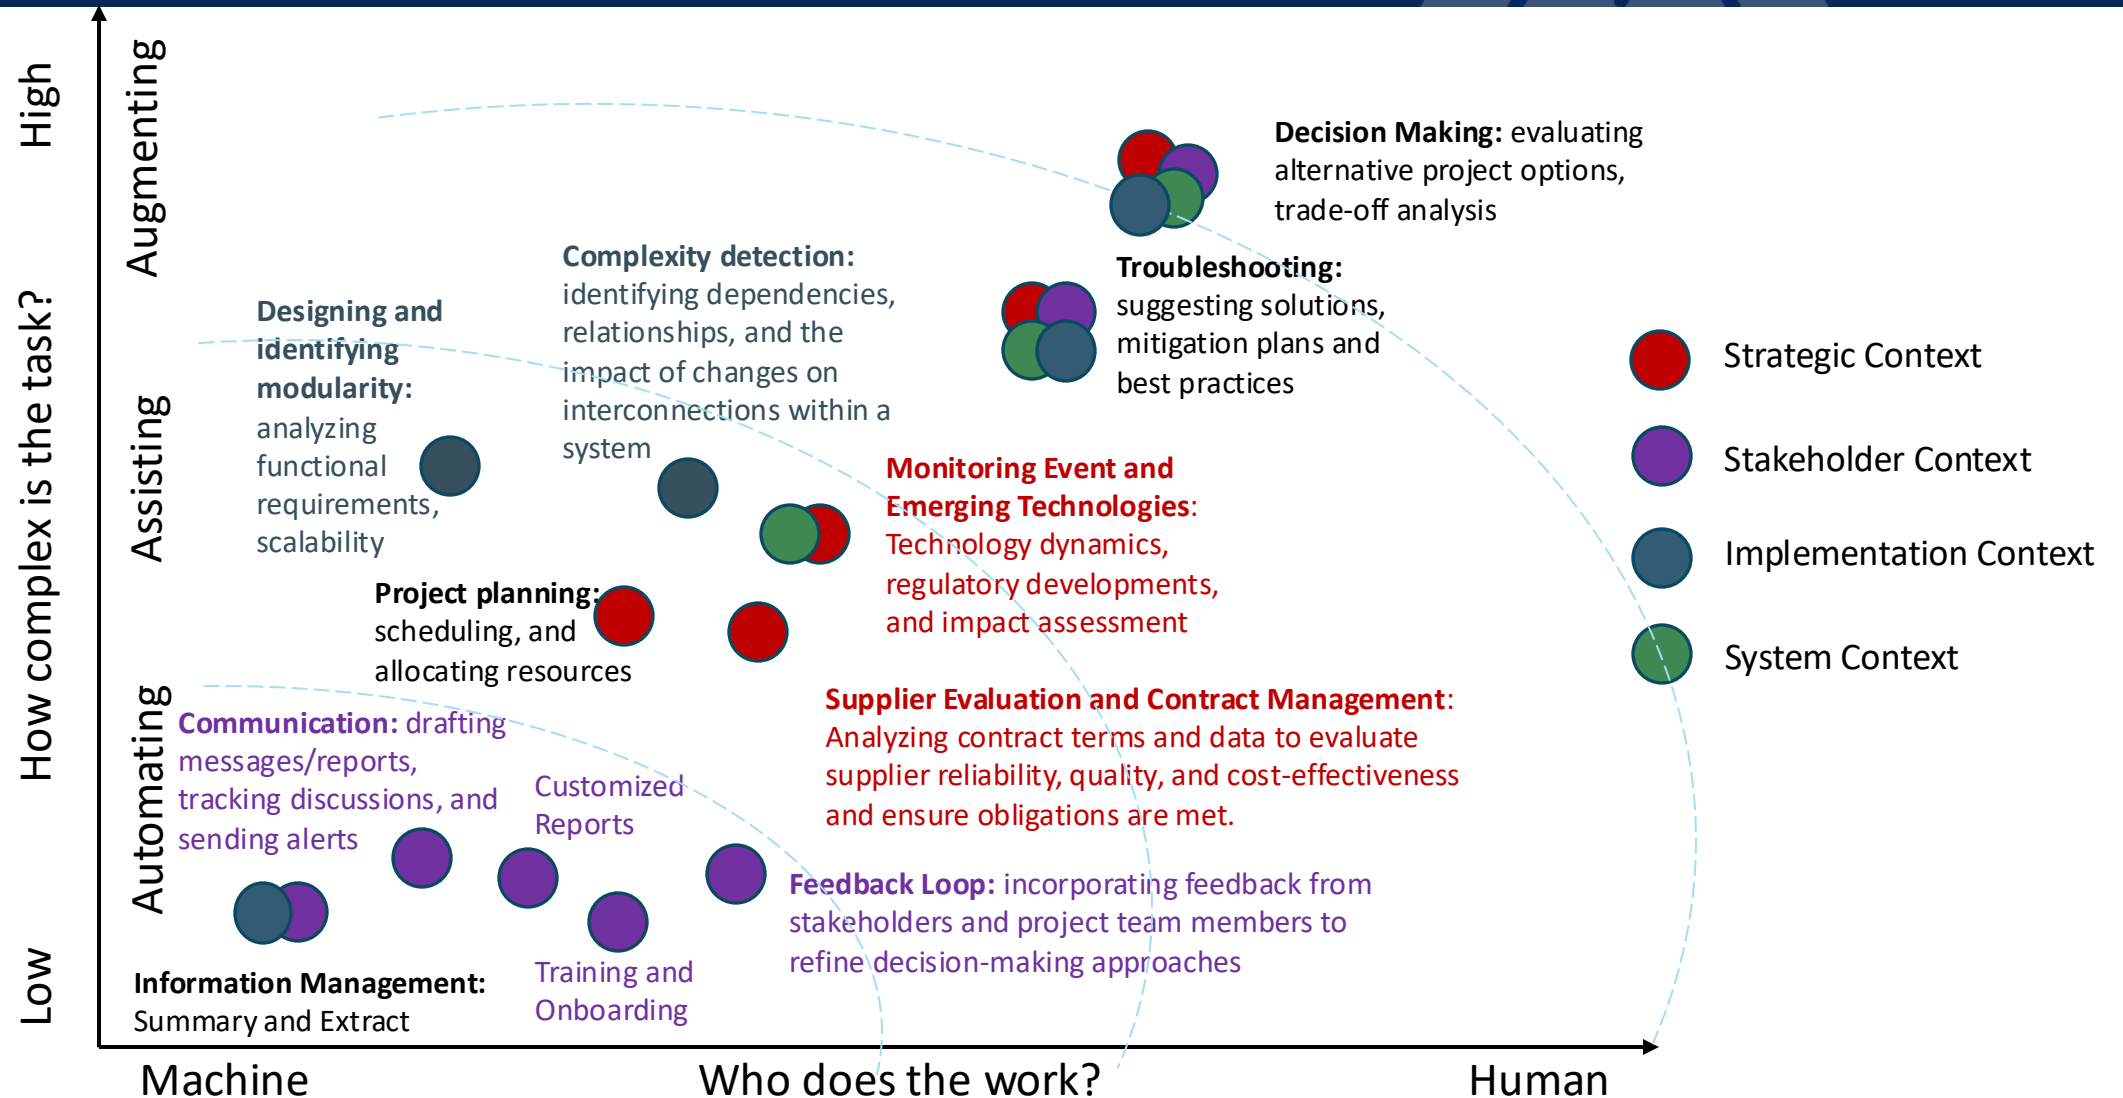 High
How complex is the task?
Low
Augmenting
Assisting
Automating
Decision Making: evaluating
alternative project options,
trade-off analysis
Complexity detection:
identifying dependencies,
relationships, and the
impact of changes on
interconnections within a
system
Troubleshooting:
suggesting solutions,
mitigation plans and
best practices
Designing and
identifying
modularity:
analyzing
functional
requirements,
scalability
Strategic Context
Stakeholder Context
Implementation Context
System Context
Monitoring Event and
Emerging Technologies:
Technology dynamics,
regulatory developments,
and impact assessment
Project planning:
scheduling, and
allocating resources
Supplier Evaluation and Contract Management:
Analyzing contract terms and data to evaluate
supplier reliability, quality, and cost-effectiveness
and ensure obligations are met.
Communication: drafting
messages/reports,
tracking discussions, and
sending alerts
Customized
Reports
Feedback Loop: incorporating feedback from
stakeholders and project team members to
refine decision-making approaches
Training and
Onboarding
Information Management:
Summary and Extract
Machine
Who does the work?
Human